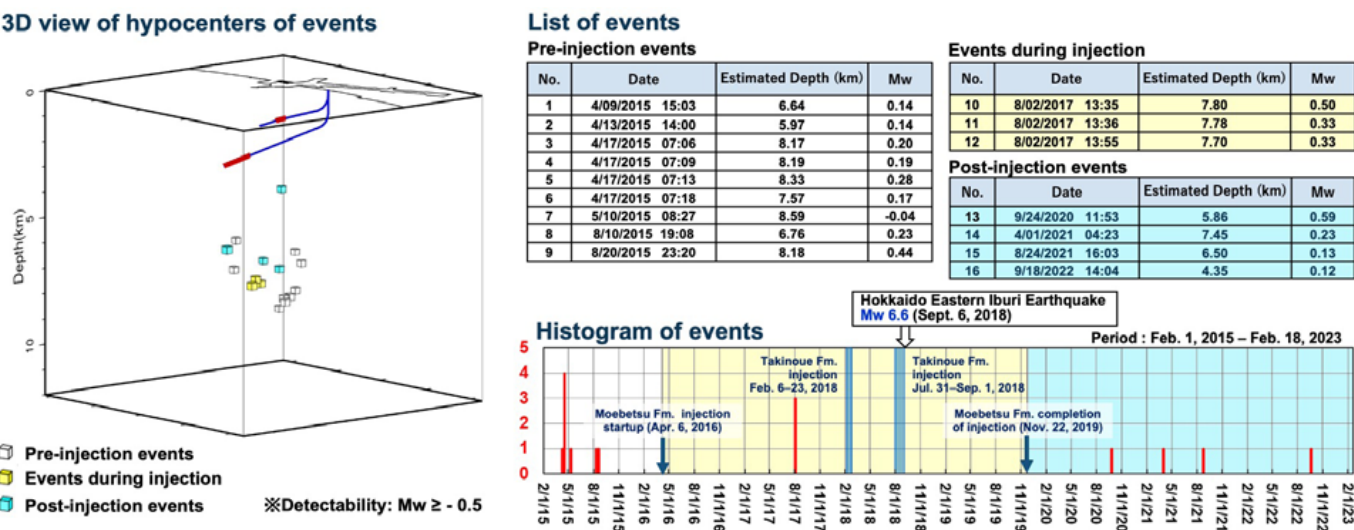 3D view of hypocenters of events
0
5
10
Depth(km)
Pre-injection events
Events during injection
Post-injection events
※Detectability: Mw ≥ - 0.5
List of events
Pre-injection events
No. Date Estimated Depth (km) Mw
1 4/09/2015 15:03 6.64 0.14
2 4/13/2015 14:00 5.97 0.14
3 4/17/2015 07:06 8.17 0.20
4 4/17/2015 07:09 8.19 0.19
5 4/17/2015 07:13 8.33 0.28
6 4/17/2015 07:18 7.57 0.17
7 5/10/2015 08:27 8.59 -0.04
8 8/10/2015 19:08 6.76 0.23
9 8/20/2015 23:20 8.18 0.44
Events during injection
No. Date Estimated Depth (km) Mw
10 8/02/2017 13:35 7.80 0.50
11 8/02/2017 13:36 7.78 0.33
12 8/02/2017 13:55 7.70 0.33
Post-injection events
No. Date Estimated Depth (km) Mw
13 9/24/2020 11:53 5.86 0.59
14 4/01/2021 04:23 7.45 0.23
15 8/24/2021 16:03 6.50 0.13
16 9/18/2022 14:04 4.35 0.12
Hokkaido Eastern Iburi Earthquake
Mw 6.6 (Sept. 6, 2018)
Histogram of events
Period : Feb. 1, 2015 – Feb. 18, 2023
5
4
3
2
1
0
Takinoue Fm.
injection
Feb. 6–23, 2018
Takinoue Fm.
injection
Jul. 31–Sep. 1, 2018
Moebetsu Fm. injection
startup (Apr. 6, 2016)
Moebetsu Fm. completion
of injection (Nov. 22, 2019)
2/1/15
5/1/15
8/1/15
11/1/15
2/1/16
5/1/16
8/1/16
11/1/16
2/1/17
5/1/17
8/1/17
11/1/17
2/1/18
5/1/18
8/1/18
11/1/18
2/1/19
5/1/19
8/1/19
11/1/19
2/1/20
5/1/20
8/1/20
11/1/20
2/1/21
5/1/21
8/1/21
11/1/21
2/1/22
5/1/22
8/1/22
11/1/22
2/1/23